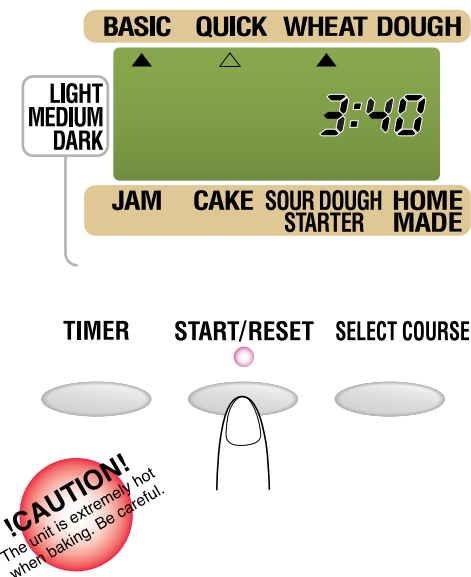 BASIC QUICK WHEAT DOUGH
LIGHT
MEDIUM
DARK
3:40
JAM CAKE SOUR DOUGH STARTER HOME MADE
TIMER START/RESET SELECT COURSE
!CAUTION!
The unit is extremely hot
when baking. Be careful.